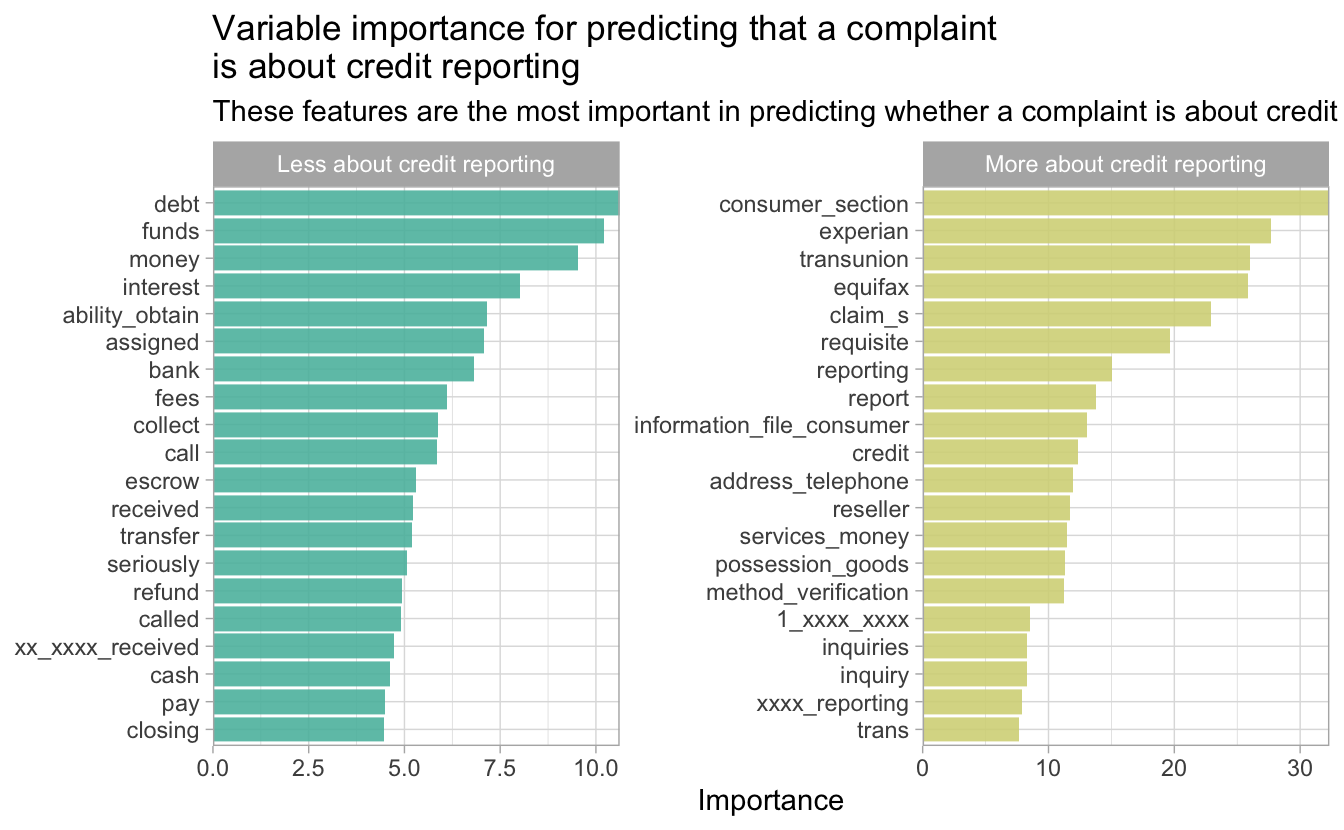 Variable importance for predicting that a complaint
is about credit reporting
These features are the most important in predicting whether a complaint is about credit
Less about credit reporting
debt
funds
money
interest
ability_obtain
assigned
bank
fees
collect
call
escrow
received
transfer
seriously
refund
called
xx_xxxx_received
cash
pay
closing
0.0 2.5 5.0 7.5 10.0
More about credit reporting
consumer_section
experian
transunion
equifax
claim_s
requisite
reporting
report
information_file_consumer
credit
address_telephone
reseller
services_money
possession_goods
method_verification
1_xxxx_xxxx
inquiries
inquiry
xxxx_reporting
trans
0 10 20 30
Importance